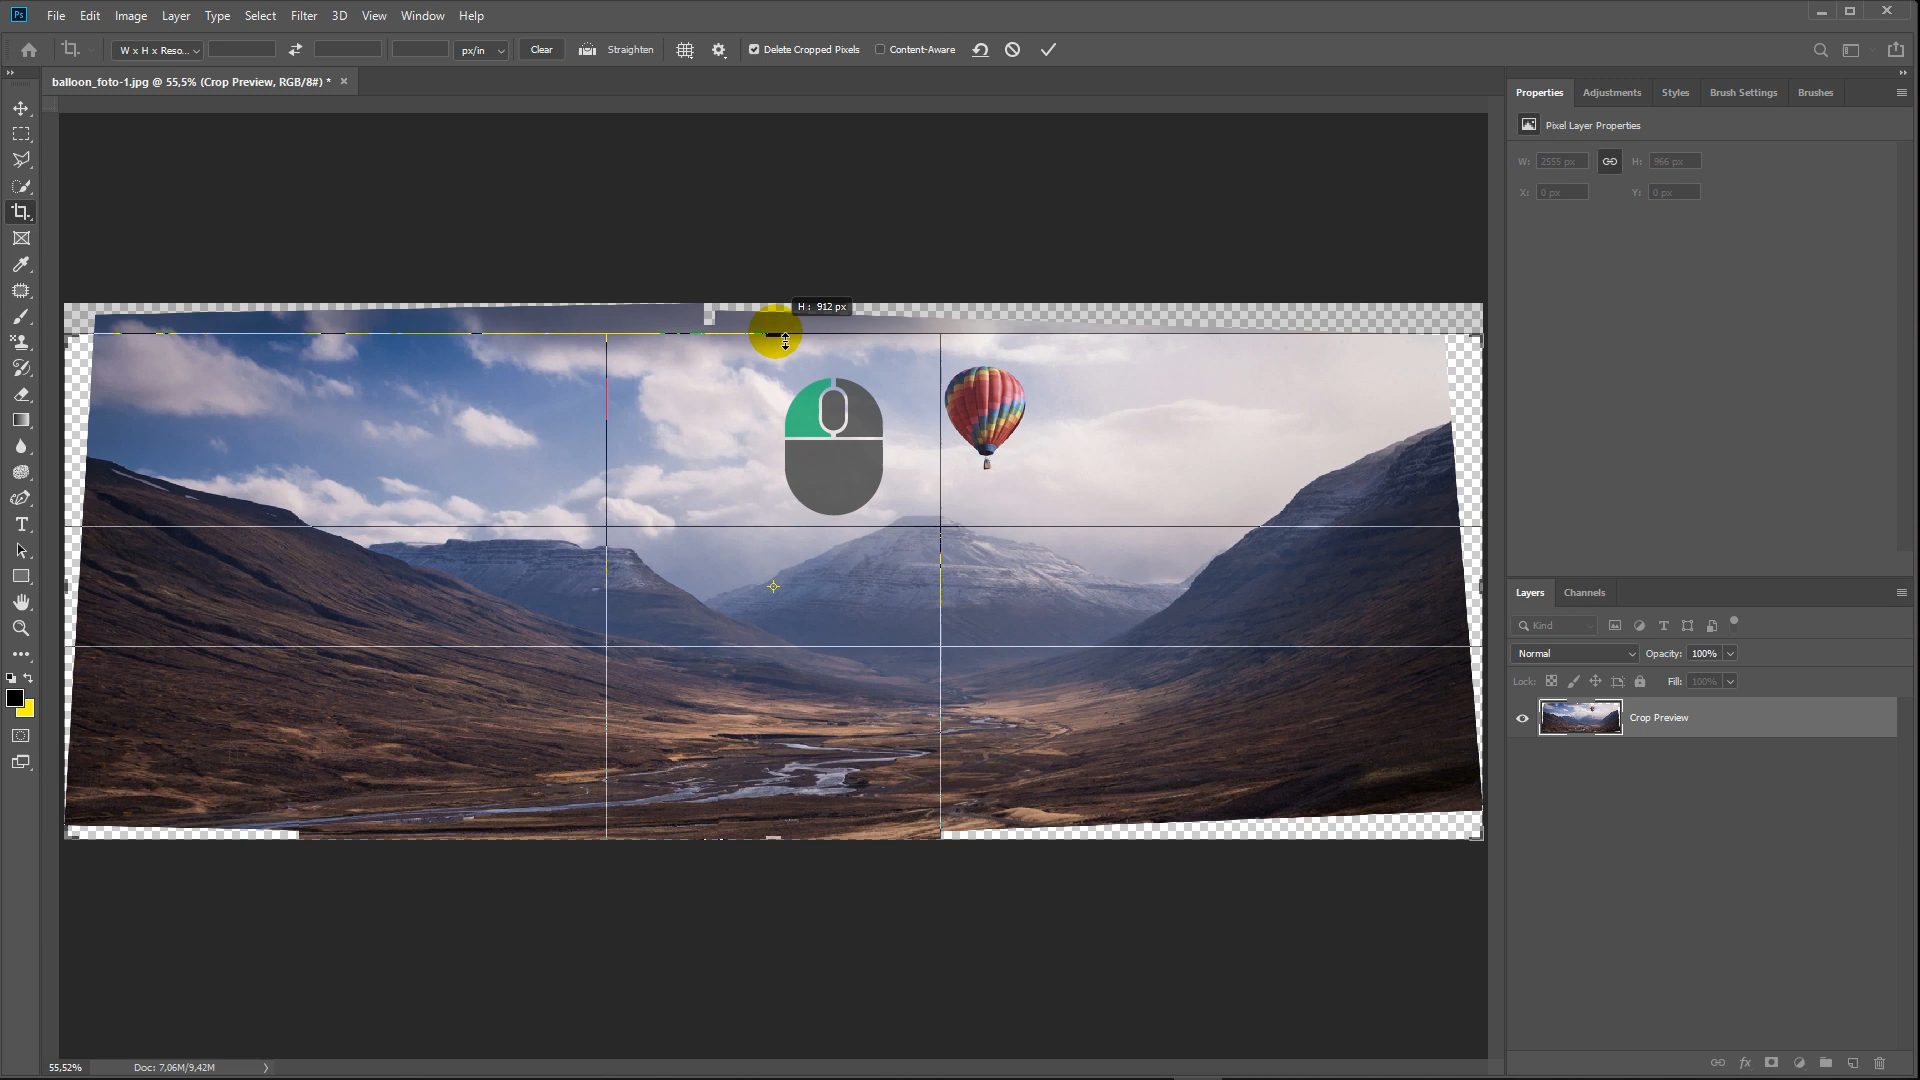 Ps File Edit Image Layer Type Select Filter 3D View Window Help
W x H x Reso... px/in Clear Straighten Delete Cropped Pixels Content-Aware
balloon_foto-1.jpg @ 55,5% (Crop Preview, RGB/8#) *
Properties Adjustments Styles Brush Settings Brushes
Pixel Layer Properties
W: 2555 px H: 966 px
X: 0 px Y: 0 px
H : 912 px
Layers Channels
Kind
Normal Opacity: 100%
Lock: Fill: 100%
Crop Preview
55,52% Doc: 7,06M/9,42M